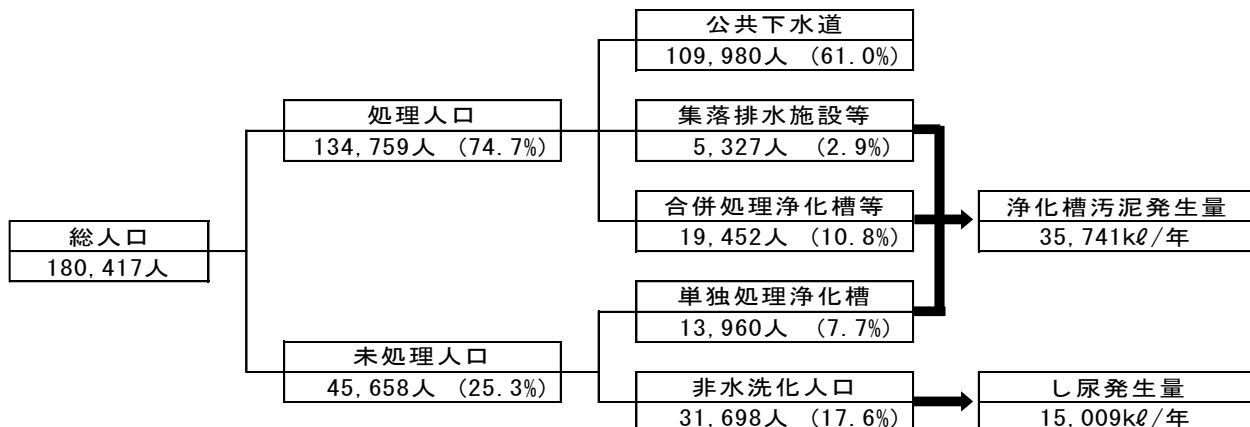 公共下水道
109,980人 (61.0%)
処理人口
134,759人 (74.7%)
集落排水施設等
5,327人 (2.9%)
合併処理浄化槽等
19,452人 (10.8%)
浄化槽汚泥発生量
35,741kℓ/年
総人口
180,417人
単独処理浄化槽
13,960人 (7.7%)
未処理人口
45,658人 (25.3%)
非水洗化人口
31,698人 (17.6%)
し尿発生量
15,009kℓ/年